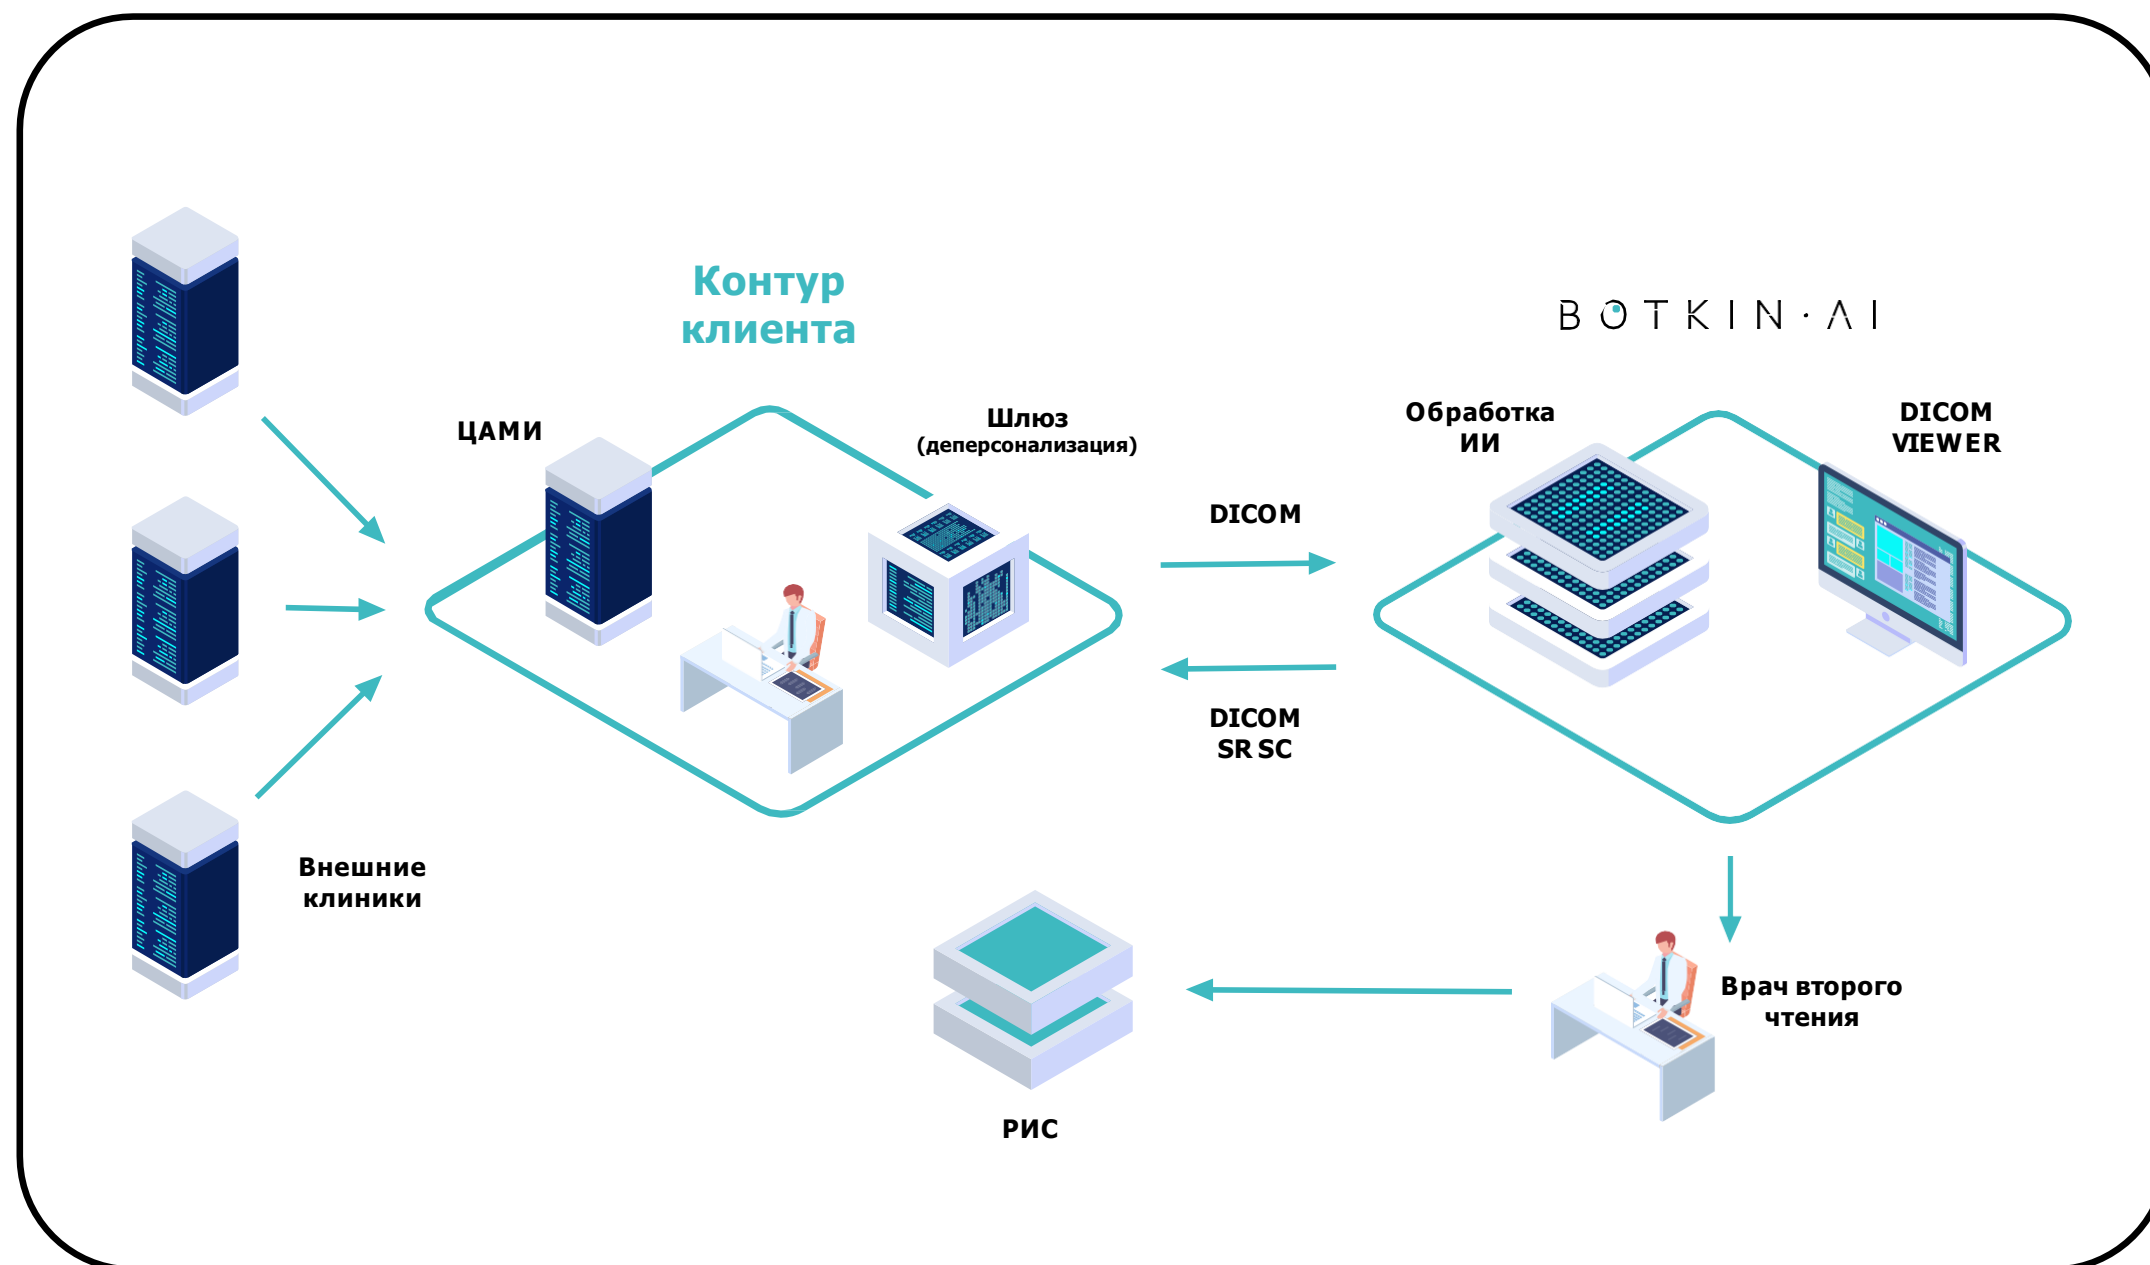 Контур
клиента
BOTKIN·AI
ЦАМИ
Шлюз
(деперсонализация)
Обработка
ИИ
DICOM
VIEWER
DICOM
DICOM
SR SC
Внешние
клиники
Врач второго
чтения
РИС